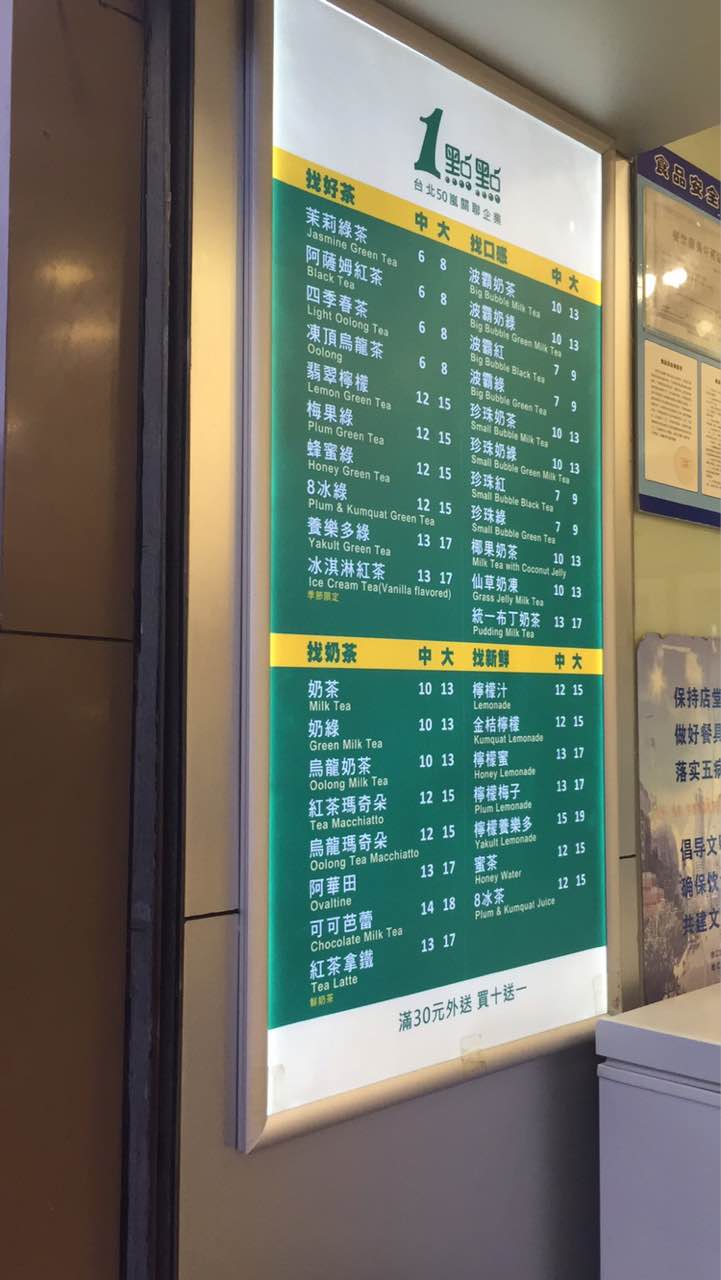 1點點
台北50嵐關聯企業
找好茶 中 大
茉莉綠茶 6 8
Jasmine Green Tea
阿薩姆紅茶 6 8
Black Tea
四季春茶 6 8
Light Oolong Tea
凍頂烏龍茶 6 8
Oolong
翡翠檸檬 12 15
Lemon Green Tea
梅果綠 12 15
Plum Green Tea
蜂蜜綠 12 15
Honey Green Tea
8冰綠 12 15
Plum & Kumquat Green Tea
養樂多綠 13 17
Yakult Green Tea
冰淇淋紅茶 13 17
Ice Cream Tea(Vanilla flavored)
季節限定
找口感 中 大
波霸奶茶 10 13
Big Bubble Milk Tea
波霸奶綠 10 13
Big Bubble Green Milk Tea
波霸紅 7 9
Big Bubble Black Tea
波霸綠 7 9
Big Bubble Green Tea
珍珠奶茶 10 13
Small Bubble Milk Tea
珍珠奶綠 10 13
Small Bubble Green Milk Tea
珍珠紅 7 9
Small Bubble Black Tea
珍珠綠 7 9
Small Bubble Green Tea
椰果奶茶 10 13
Milk Tea with Coconut Jelly
仙草奶凍 10 13
Grass Jelly Milk Tea
統一布丁奶茶 13 17
Pudding Milk Tea
找奶茶 中 大
奶茶 10 13
Milk Tea
奶綠 10 13
Green Milk Tea
烏龍奶茶 10 13
Oolong Milk Tea
紅茶瑪奇朵 12 15
Tea Macchiato
烏龍瑪奇朵 12 15
Oolong Tea Macchiatto
阿華田 13 17
Ovaltine
可可芭蕾 14 18
Chocolate Milk Tea
紅茶拿鐵 13 17
Tea Latte
鮮奶茶
找新鮮 中 大
檸檬汁 12 15
Lemonade
金桔檸檬 12 15
Kumquat Lemonade
檸檬蜜 13 17
Honey Lemonade
檸檬梅子 13 17
Plum Lemonade
檸檬養樂多 15 19
Yakult Lemonade
蜜茶 12 15
Honey Water
8冰茶 12 15
Plum & Kumquat Juice
滿30元外送 買十送一
食品安全
保持店堂
做好餐具
落实五病
倡导文
确保饮
共建文